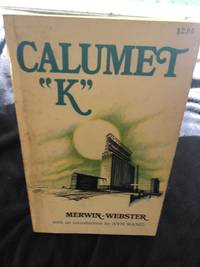 $2.95
CALUMET
"K"
MERWIN-WEBSTER
with an introduction by AYN RAND